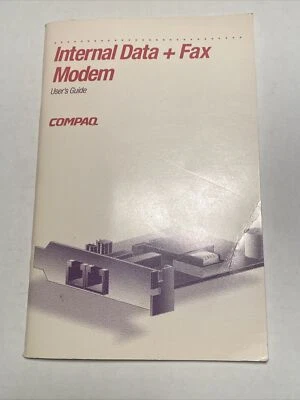 Internal Data + Fax
Modem
User's Guide
COMPAQ